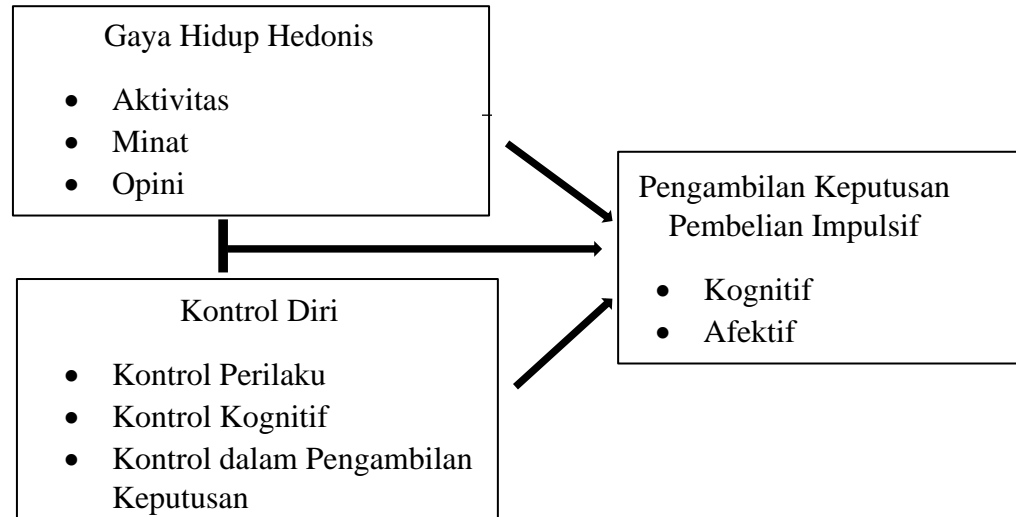 Gaya Hidup Hedonis
• Aktivitas
• Minat
• Opini
Pengambilan Keputusan
Pembelian Impulsif
• Kognitif
• Afektif
Kontrol Diri
• Kontrol Perilaku
• Kontrol Kognitif
• Kontrol dalam Pengambilan
Keputusan